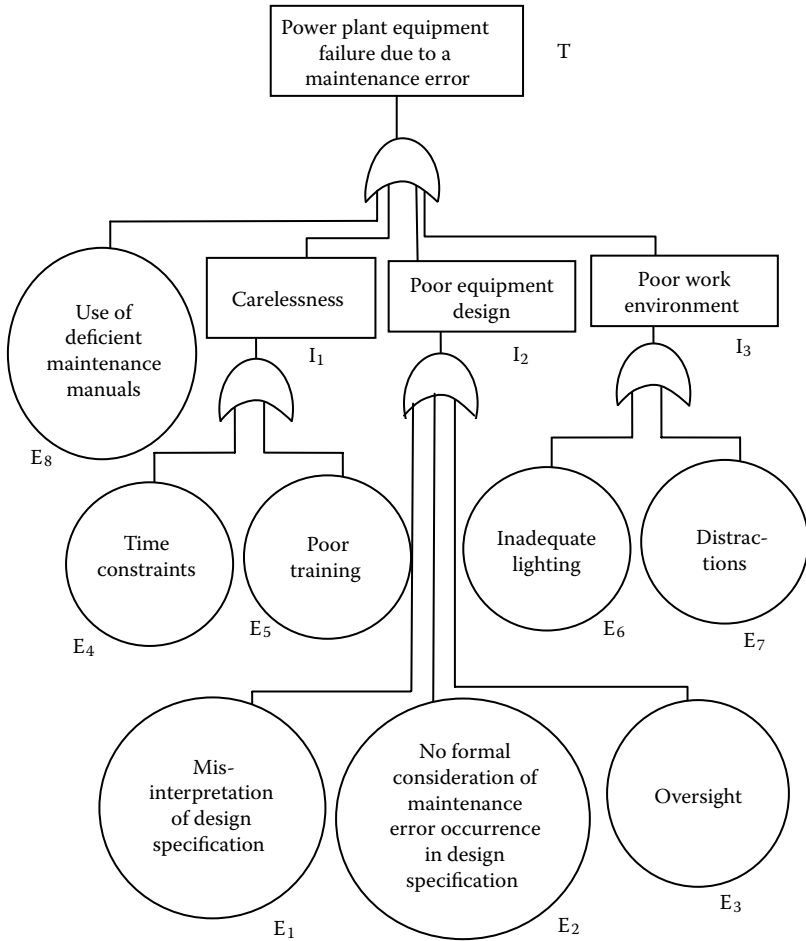 Power plant equipment
failure due to a
maintenance error
T
Use of
deficient
maintenance
manuals
E8
Carelessness
I1
Poor equipment
design
I2
Poor work
environment
I3
Time
constraints
E4
Poor
training
E5
Inadequate
lighting
E6
Distrac-
tions
E7
Mis-
interpretation
of design
specification
E1
No formal
consideration of
maintenance
error occurrence
in design
specification
E2
Oversight
E3